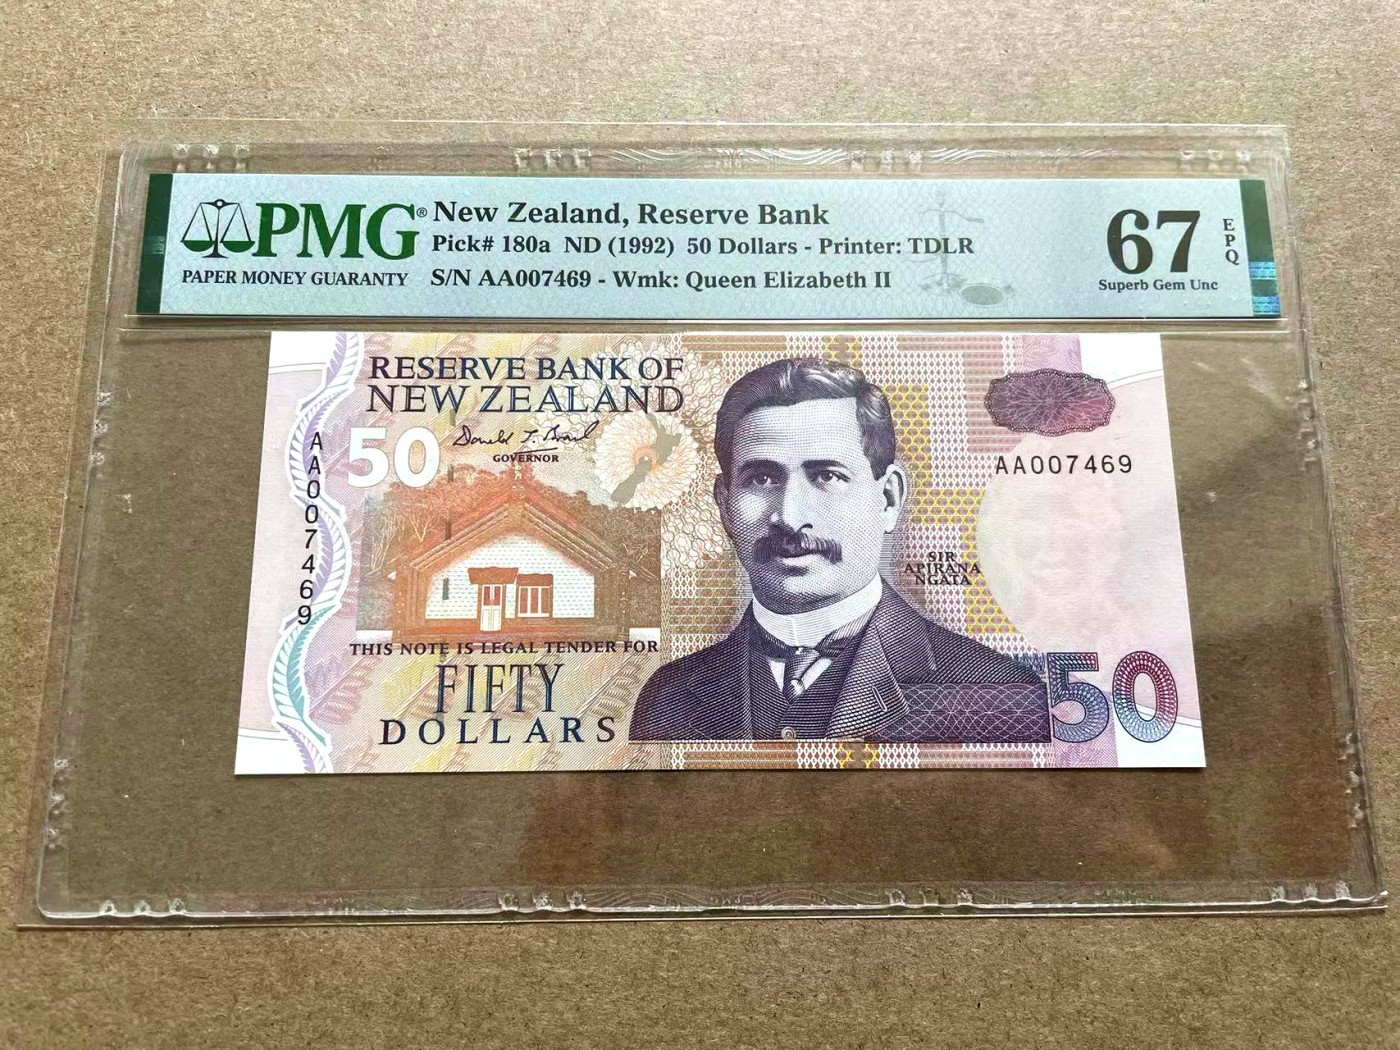 PMG®
PAPER MONEY GUARANTY
New Zealand, Reserve Bank
Pick# 180a ND (1992) 50 Dollars - Printer: TDLR
S/N AA007469 - Wmk: Queen Elizabeth II
67
EPQ
Superb Gem Unc
RESERVE BANK OF
NEW ZEALAND
50
Donald T. Brash
GOVERNOR
AA007469
AA007469
SIR
APIRANA
NGATA
THIS NOTE IS LEGAL TENDER FOR
FIFTY
DOLLARS
50